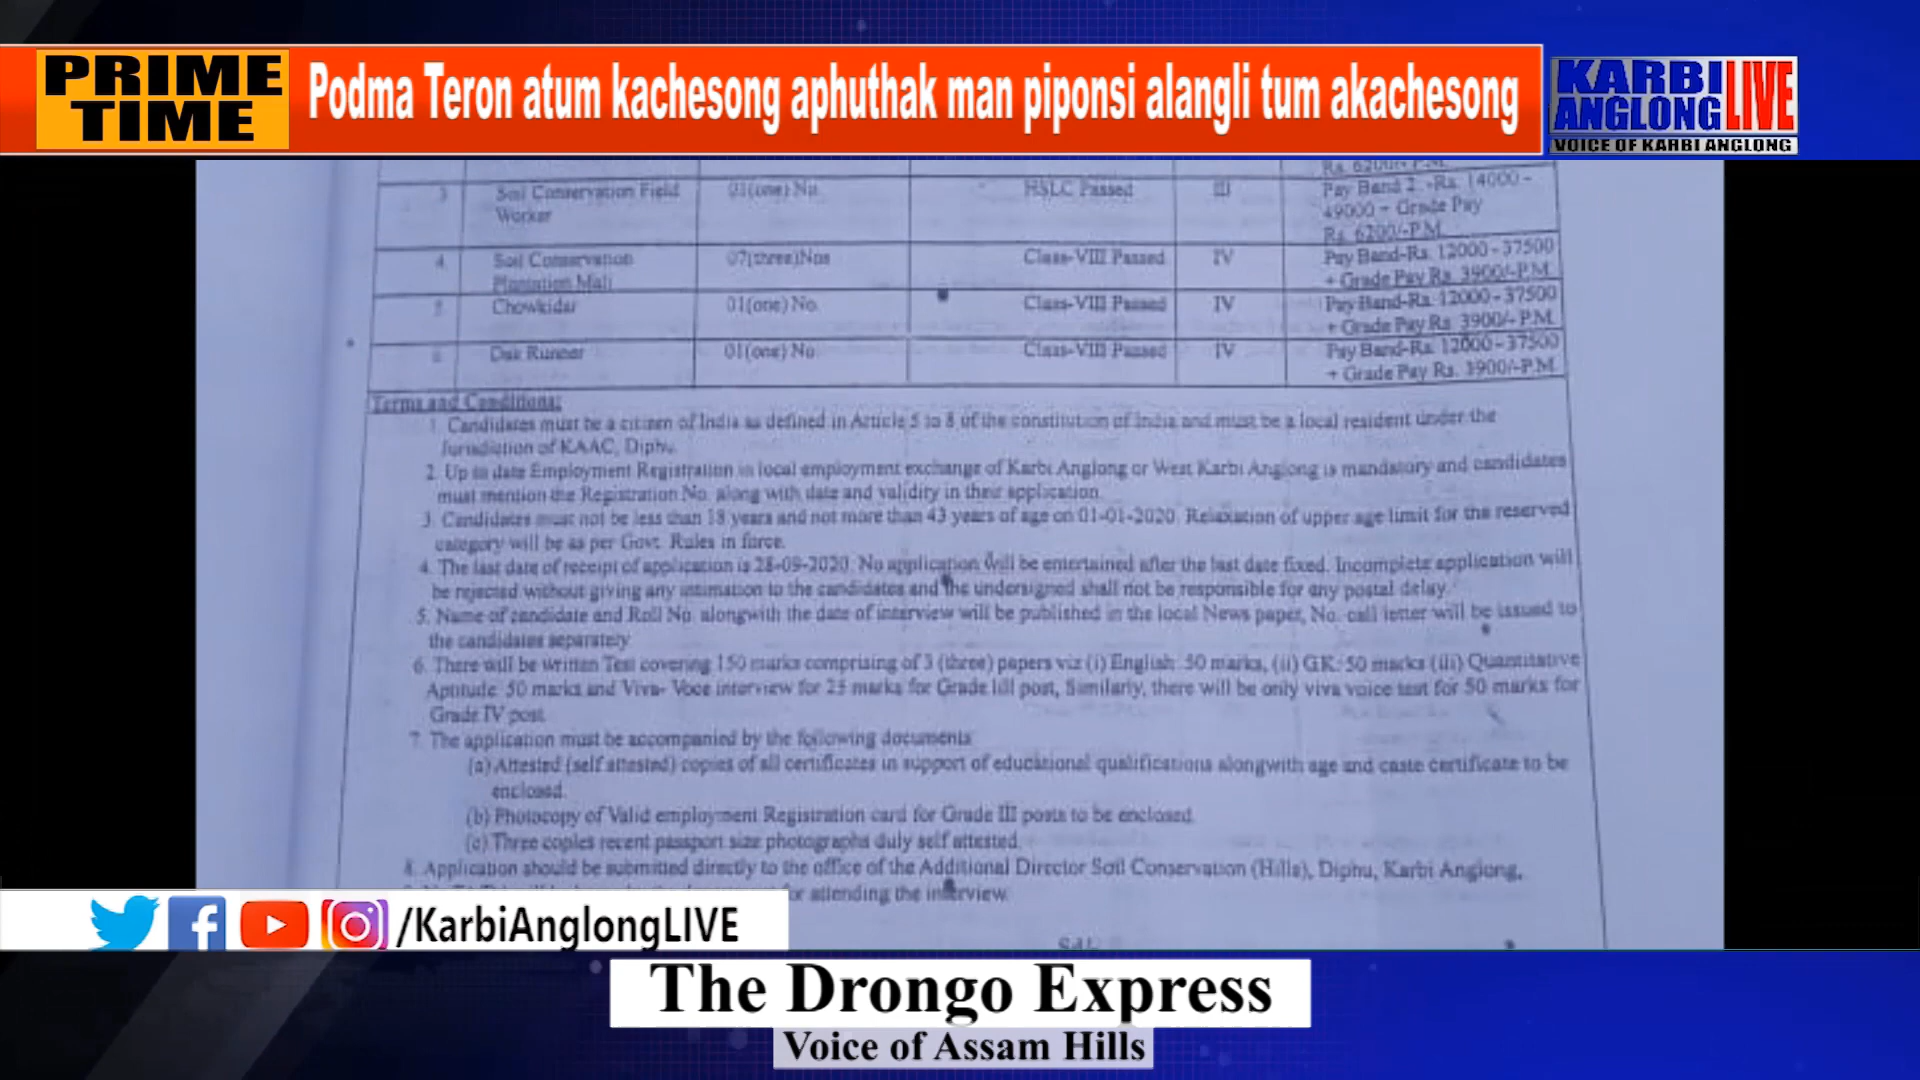 PRIME
TIME
Podma Teron atum kachesong aphuthak man piponsi alangli tum akachesong
KARBI
ANGLONG
LIVE
VOICE OF KARBI ANGLONG
Rs. 6200/- P.M.
3 Soil Conservation Field Worker 01(one) No. HSLC Passed III Pay Band 2 -Rs. 14000 - 49000 + Grade Pay Rs. 6200/-P.M.
4. Soil Conservation Plantation Mali 07(three)Nos Class-VIII Passed IV Pay Band-Rs. 12000 - 37500 + Grade Pay Rs. 3900/-P.M.
5. Chowkidar 01(one) No. Class-VIII Passed IV Pay Band-Rs. 12000 - 37500 + Grade Pay Rs. 3900/- P.M.
6. Dak Runner 01(one) No Class-VIII Passed IV Pay Band-Rs. 12000 - 37500 + Grade Pay Rs. 3900/-P.M.
Terms and Conditions:
1. Candidates must be a citizen of India as defined in Article 5 to 8 of the constitution of India and must be a local resident under the
Jurisdiction of KAAC, Diphu.
2. Up to date Employment Registration in local employment exchange of Karbi Anglong or West Karbi Anglong is mandatory and candidates
must mention the Registration No. along with date and validity in their application.
3. Candidates must not be less than 18 years and not more than 43 years of age on 01-01-2020. Relaxation of upper age limit for the reserved
category will be as per Govt. Rules in force.
4. The last date of receipt of application is 28-09-2020. No application will be entertained after the last date fixed. Incomplete application will
be rejected without giving any intimation to the candidates and the undersigned shall not be responsible for any postal delay.
5. Name of candidate and Roll No. alongwith the date of interview will be published in the local News paper, No. call letter will be issued to
the candidates separately
6. There will be written Test covering 150 marks comprising of 3 (three) papers viz (i) English: 50 marks, (ii) G.K: 50 marks (iii) Quantitative
Aptitude: 50 marks and Viva- Voce interview for 25 marks for Grade III post, Similarly, there will be only viva voice test for 50 marks for
Grade IV post.
7. The application must be accompanied by the following documents
(a) Attested (self attested) copies of all certificates in support of educational qualifications alongwith age and caste certificate to be
enclosed.
(b) Photocopy of Valid employment Registration card for Grade III posts to be enclosed.
(c) Three copies recent passport size photographs duly self attested.
8. Application should be submitted directly to the office of the Additional Director Soil Conservation (Hills), Diphu, Karbi Anglong.
for attending the interview.
/KarbiAnglongLIVE
The Drongo Express
Voice of Assam Hills